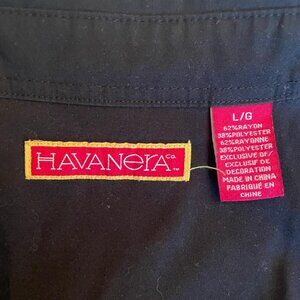 HAVANERA CO. TM
L/G
62%RAYON
38%POLYESTER
62%RAYONNE
38%POLYESTER
EXCLUSIVE OF/
EXCLUSIF DE
DECORATION
MADE IN CHINA
FABRIQUÉ EN
CHINE